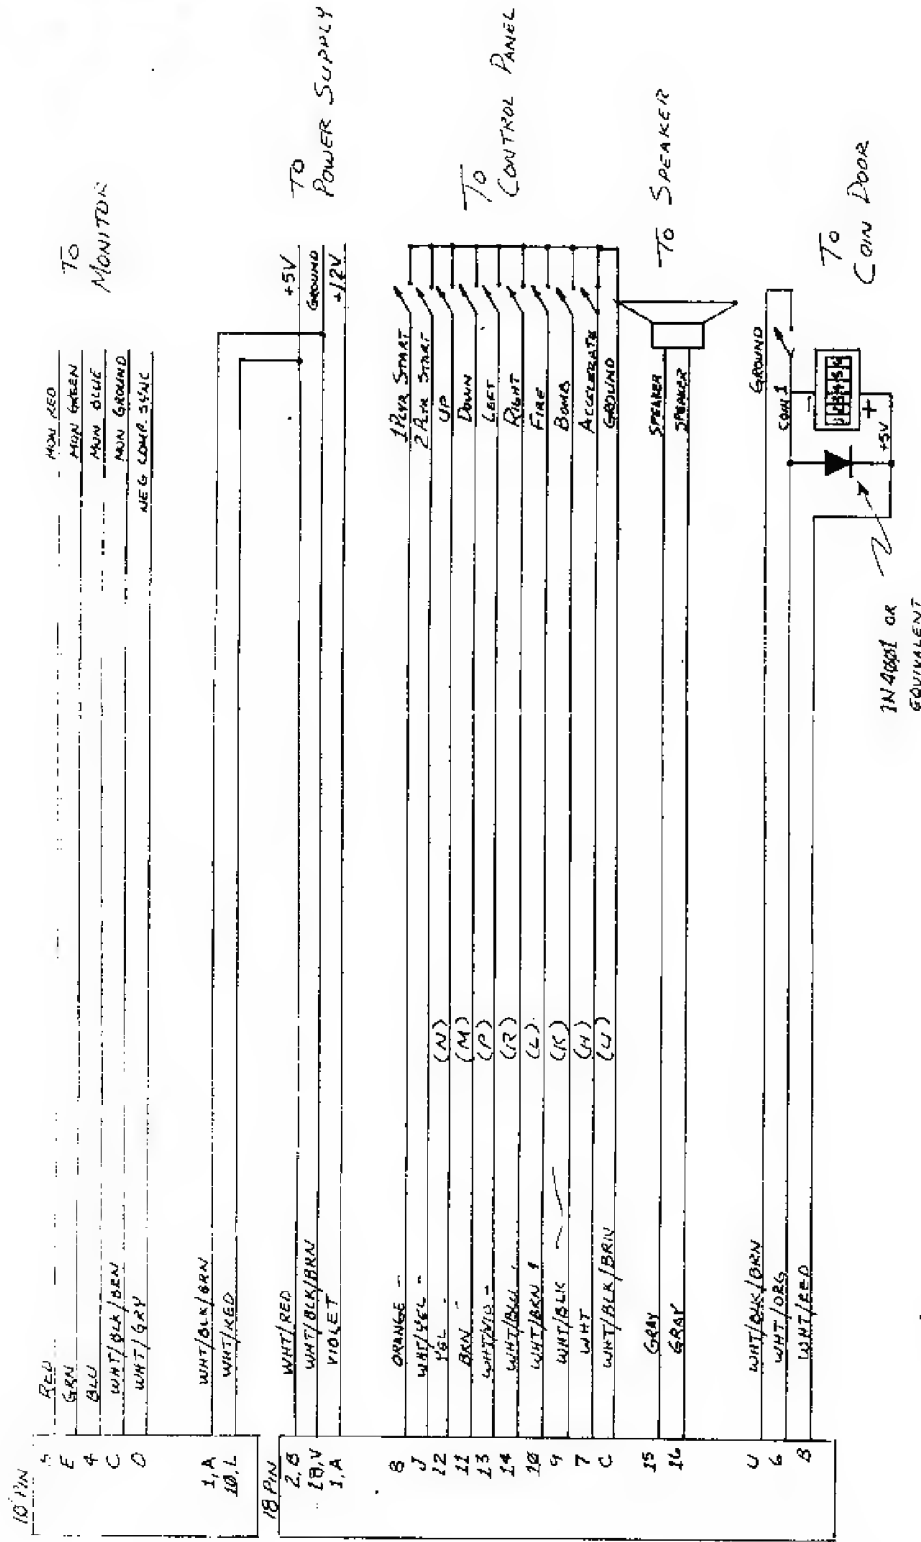 10 PIN
5 RED MON RED
E GRN MON GREEN
4 BLU MON BLUE
C WHT/BLK/BRN MON GROUND
D WHT/GRY NEG COMP. SYNC
TO
MONITOR
1,A WHT/BLK/BRN
10,L WHT/RED
18 PIN
2,B WHT/RED +5V
18,V WHT/BLK/BRN GROUND
1,A VIOLET +12V
TO
POWER SUPPLY
8 ORANGE - 1 PLYR START
J WHT/YEL - 2 PLYR START
12 YEL - (N) UP
11 BRN - (M) DOWN
13 WHT/VIO - (P) LEFT
14 WHT/BLU (R) RIGHT
10 WHT/BRN (L) FIRE
9 WHT/BLK (K) BOMB
7 WHT (H) ACCELERATE
C WHT/BLK/BRN (U) GROUND
TO
CONTROL PANEL
15 GRAY SPEAKER
16 GRAY SPEAKER
TO SPEAKER
U WHT/BLK/BRN GROUND
6 WHT/ORG COIN 1
B WHT/RED +5V
- +
TO
COIN DOOR
1N4001 OR
EQUIVALENT